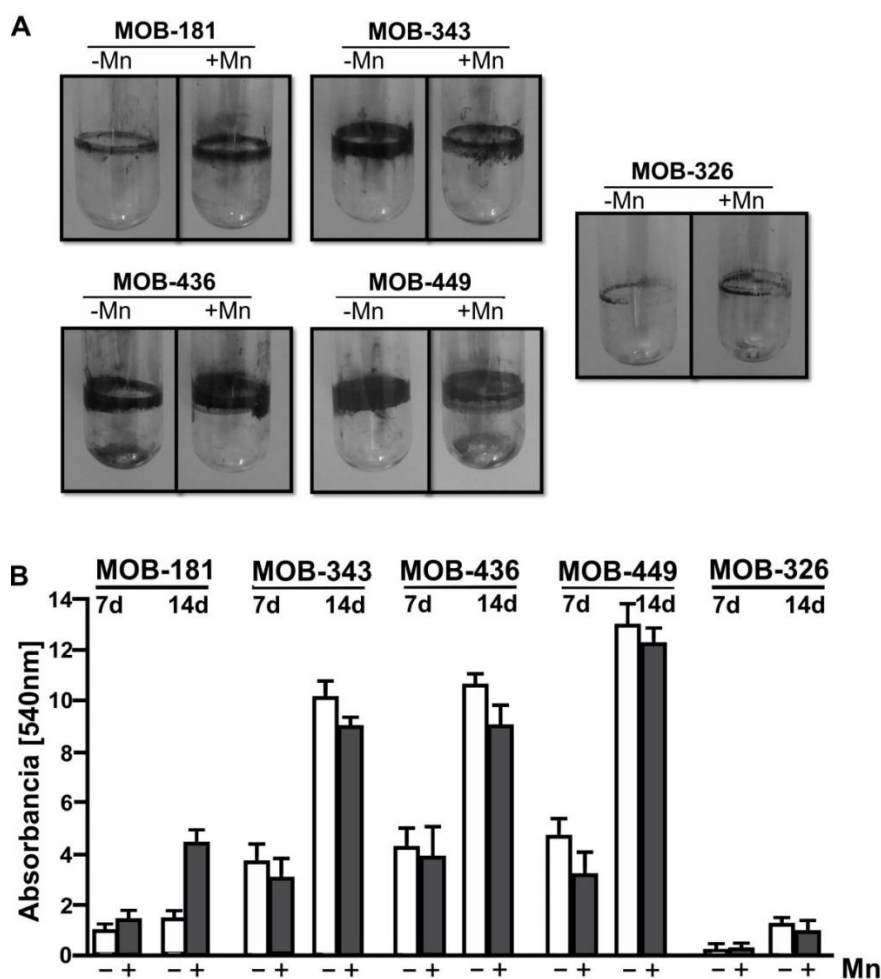 A
MOB-181
-Mn +Mn
MOB-343
-Mn +Mn
MOB-326
-Mn +Mn
MOB-436
-Mn +Mn
MOB-449
-Mn +Mn
B
MOB-181 MOB-343 MOB-436 MOB-449 MOB-326
7d 14d 7d 14d 7d 14d 7d 14d 7d 14d
Absorbancia [540nm]
14
12
10
8
6
4
2
0
− + − + − + − + − + − + − + − + − + − + Mn